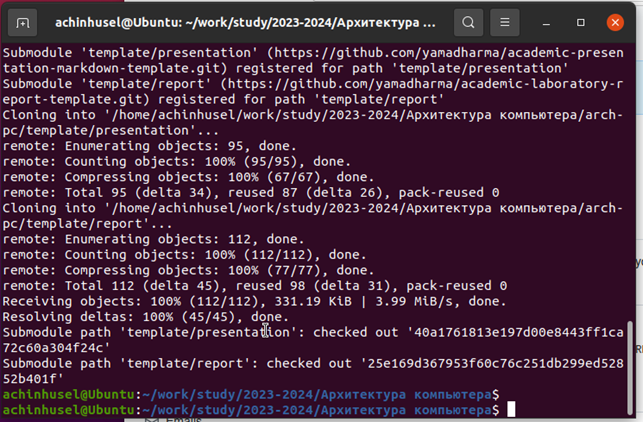 achinhusel@Ubuntu: ~/work/study/2023-2024/Архитектура ...
Submodule 'template/presentation' (https://github.com/yamadharma/academic-presen
tation-markdown-template.git) registered for path 'template/presentation'
Submodule 'template/report' (https://github.com/yamadharma/academic-laboratory-r
eport-template.git) registered for path 'template/report'
Cloning into '/home/achinhusel/work/study/2023-2024/Архитектура компьютера/arch-
pc/template/presentation'...
remote: Enumerating objects: 95, done.
remote: Counting objects: 100% (95/95), done.
remote: Compressing objects: 100% (67/67), done.
remote: Total 95 (delta 34), reused 87 (delta 26), pack-reused 0
Cloning into '/home/achinhusel/work/study/2023-2024/Архитектура компьютера/arch-
pc/template/report'...
remote: Enumerating objects: 112, done.
remote: Counting objects: 100% (112/112), done.
remote: Compressing objects: 100% (77/77), done.
remote: Total 112 (delta 45), reused 98 (delta 31), pack-reused 0
Receiving objects: 100% (112/112), 331.19 KiB | 3.99 MiB/s, done.
Resolving deltas: 100% (45/45), done.
Submodule path 'template/presentation': checked out '40a1761813e197d00e8443ff1ca
72c60a304f24c'
Submodule path 'template/report': checked out '25e169d367953f60c76c251db299ed528
52b401f'
achinhusel@Ubuntu:~/work/study/2023-2024/Архитектура компьютера$
achinhusel@Ubuntu:~/work/study/2023-2024/Архитектура компьютера$